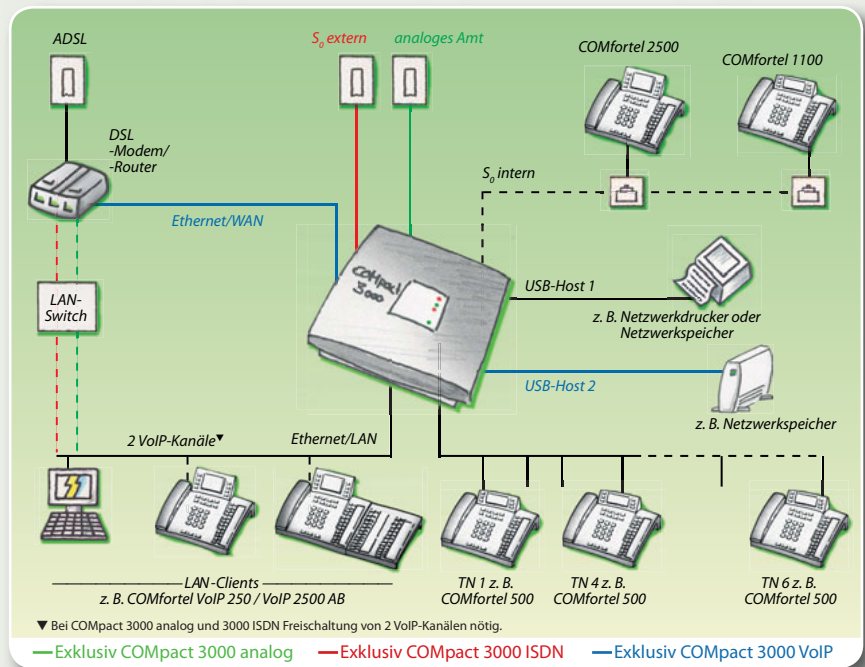 ADSL
S0 extern
analoges Amt
COMfortel 2500
COMfortel 1100
DSL
-Modem/
-Router
S0 intern
Ethernet/WAN
COMpact
3000
USB-Host 1
LAN-
Switch
z. B. Netzwerkdrucker oder
Netzwerkspeicher
USB-Host 2
z. B. Netzwerkspeicher
2 VoIP-Kanäle▼
Ethernet/LAN
LAN-Clients
z. B. COMfortel VoIP 250 / VoIP 2500 AB
TN 1 z. B.
COMfortel 500
TN 4 z. B.
COMfortel 500
TN 6 z. B.
COMfortel 500
▼ Bei COMpact 3000 analog und 3000 ISDN Freischaltung von 2 VoIP-Kanälen nötig.
Exklusiv COMpact 3000 analog
Exklusiv COMpact 3000 ISDN
Exklusiv COMpact 3000 VoIP